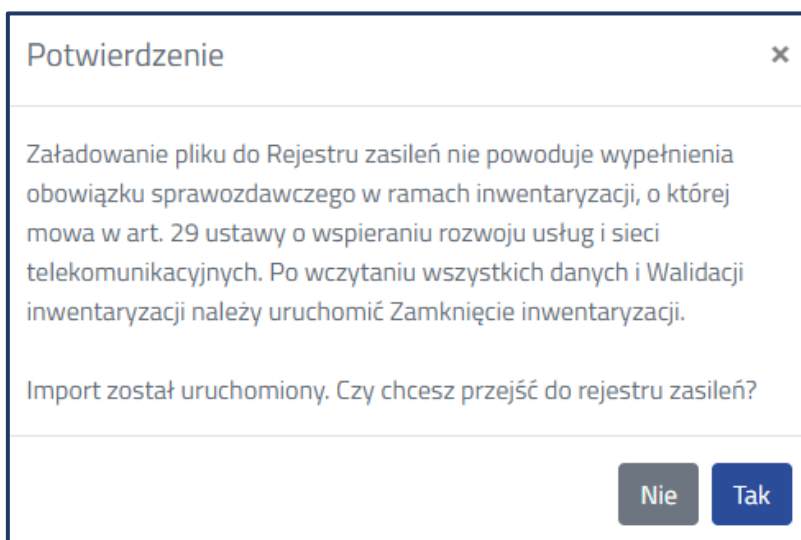 Potwierdzenie
×
Załadowanie pliku do Rejestru zasileń nie powoduje wypełnienia
obowiązku sprawozdawczego w ramach inwentaryzacji, o której
mowa w art. 29 ustawy o wspieraniu rozwoju usług i sieci
telekomunikacyjnych. Po wczytaniu wszystkich danych i Walidacji
inwentaryzacji należy uruchomić Zamknięcie inwentaryzacji.
Import został uruchomiony. Czy chcesz przejść do rejestru zasileń?
Nie
Tak